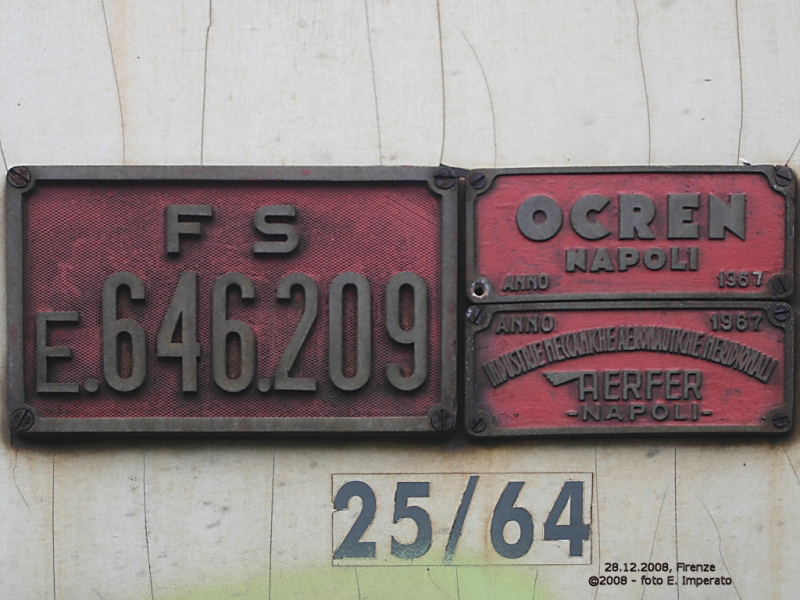 FS
E.646.209
OCREN
NAPOLI
ANNO 1967
ANNO 1967
INDUSTRIE MECCANICHE AERONAUTICHE MERIDIONALI
AERFER
-NAPOLI-
25/64
28.12.2008, Firenze
©2008 - foto E. Imperato